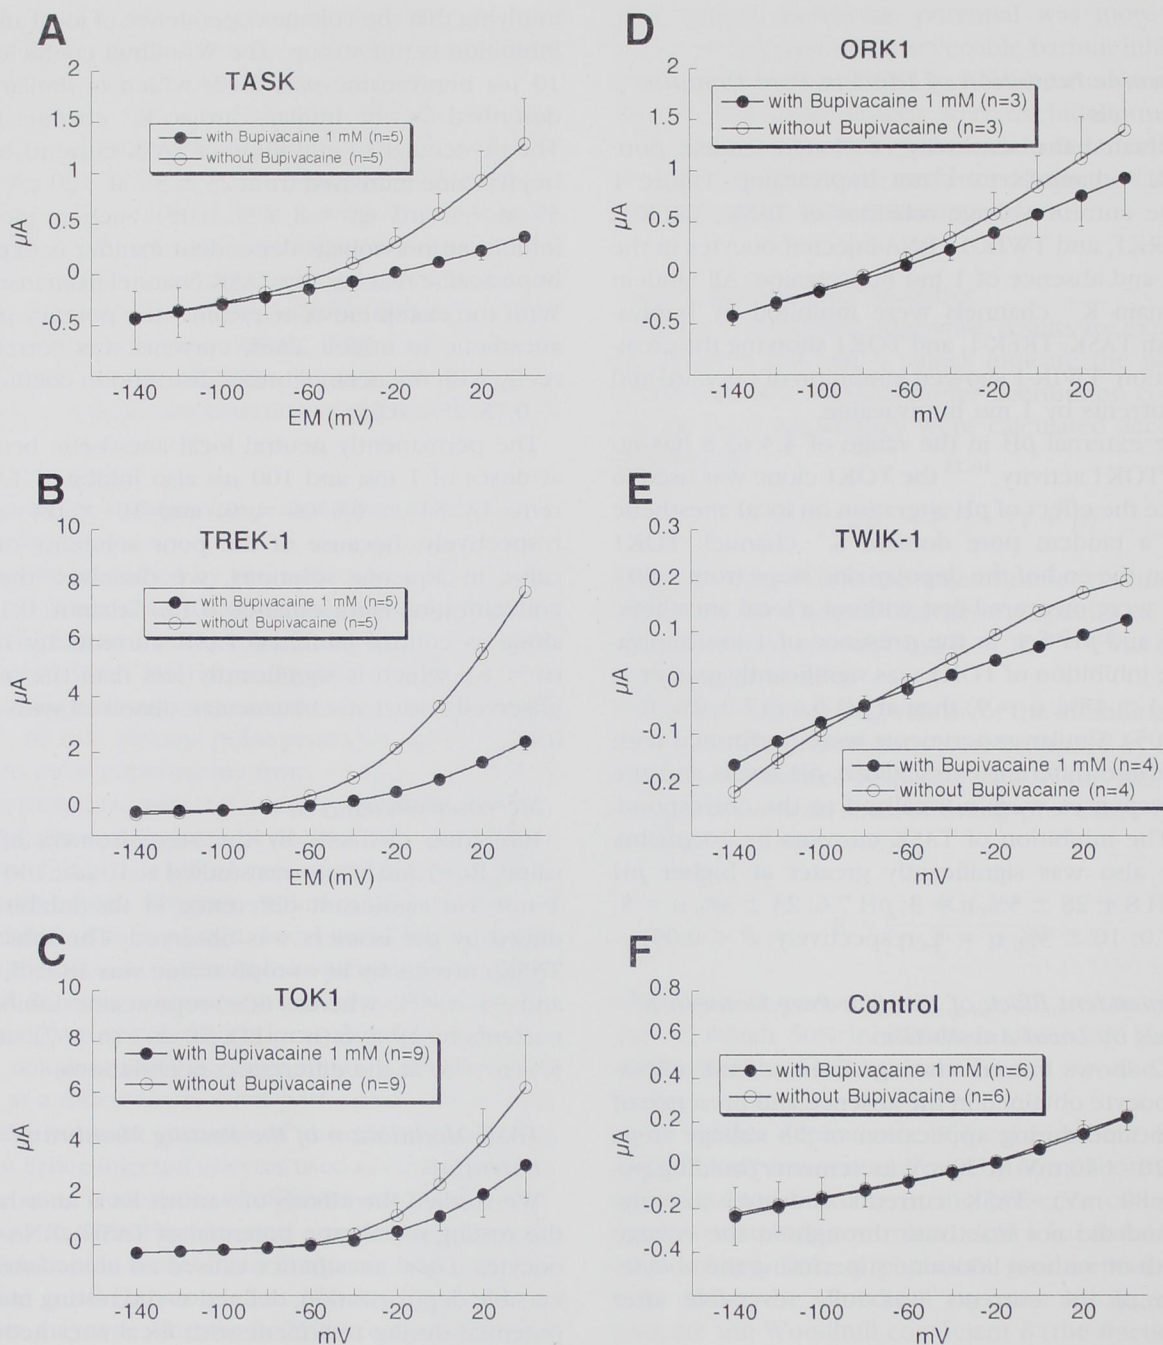 A
TASK
2
1.5
1
0.5
0
-0.5
µA
with Bupivacaine 1 mM (n=5)
without Bupivacaine (n=5)
-140 -100 -60 -20 20
EM (mV)
B
TREK-1
10
8
6
4
2
0
µA
with Bupivacaine 1 mM (n=5)
without Bupivacaine (n=5)
-140 -100 -60 -20 20
EM (mV)
C
TOK1
10
8
6
4
2
0
µA
with Bupivacaine 1 mM (n=9)
without Bupivacaine (n=9)
-140 -100 -60 -20 20
mV
D
ORK1
2
1.5
1
0.5
0
-0.5
µA
with Bupivacaine 1 mM (n=3)
without Bupivacaine (n=3)
-140 -100 -60 -20 20
mV
E
TWIK-1
0.3
0.2
0.1
0
-0.1
-0.2
µA
with Bupivacaine 1 mM (n=4)
without Bupivacaine (n=4)
-140 -100 -60 -20 20
mV
F
Control
0.8
0.6
0.4
0.2
0
-0.2
-0.4
µA
with Bupivacaine 1 mM (n=6)
without Bupivacaine (n=6)
-140 -100 -60 -20 20
mV